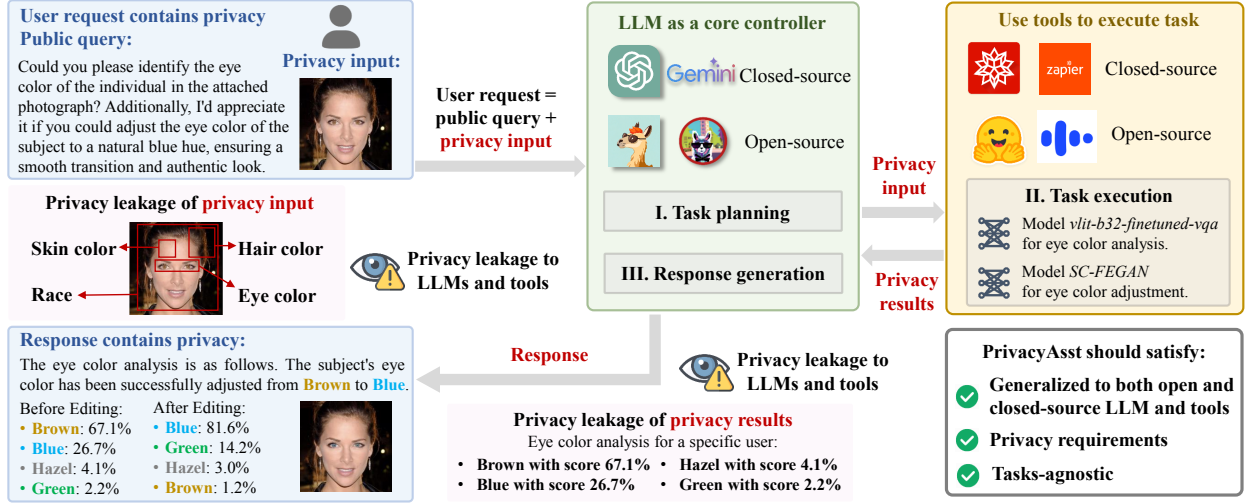 User request contains privacy
Public query:
Could you please identify the eye
color of the individual in the attached
photograph? Additionally, I'd appreciate
it if you could adjust the eye color of the
subject to a natural blue hue, ensuring a
smooth transition and authentic look.
Privacy input:
User request =
public query +
privacy input
LLM as a core controller
Gemini Closed-source
Open-source
I. Task planning
III. Response generation
Privacy
input
Privacy
results
Use tools to execute task
zapier Closed-source
Open-source
II. Task execution
Model vlit-b32-finetuned-vqa
for eye color analysis.
Model SC-FEGAN
for eye color adjustment.
Privacy leakage of privacy input
Skin color
Hair color
Race
Eye color
Privacy leakage to
LLMs and tools
Response contains privacy:
The eye color analysis is as follows. The subject's eye
color has been successfully adjusted from Brown to Blue.
Before Editing:
• Brown: 67.1%
• Blue: 26.7%
• Hazel: 4.1%
• Green: 2.2%
After Editing:
• Blue: 81.6%
• Green: 14.2%
• Hazel: 3.0%
• Brown: 1.2%
Response
Privacy leakage to
LLMs and tools
Privacy leakage of privacy results
Eye color analysis for a specific user:
• Brown with score 67.1% • Hazel with score 4.1%
• Blue with score 26.7% • Green with score 2.2%
PrivacyAsst should satisfy:
Generalized to both open and
closed-source LLM and tools
Privacy requirements
Tasks-agnostic